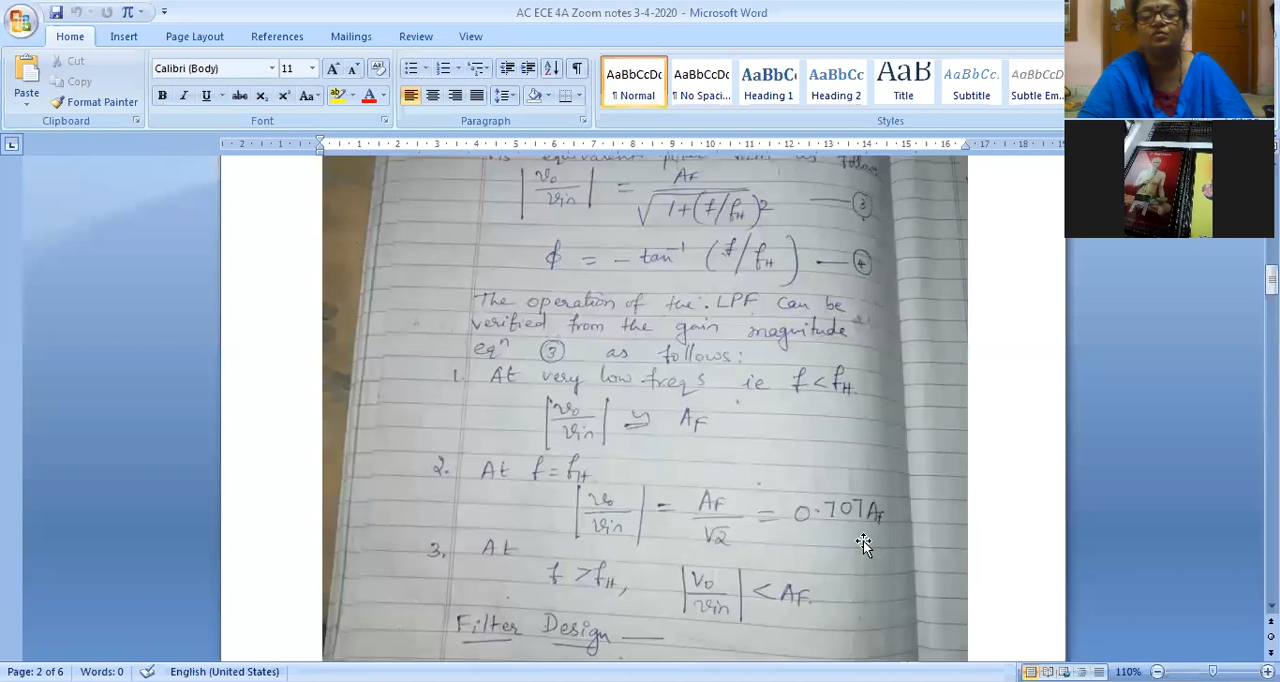 AC ECE 4A Zoom notes 3-4-2020 - Microsoft Word
Home Insert Page Layout References Mailings Review View
Paste
Cut
Copy
Format Painter
Clipboard
Calibri (Body) 11
Font
Paragraph
AaBbCcDc AaBbCcDc AaBbC AaBbCc AaB AaBbCc. AaBbCcDc
¶ Normal ¶ No Spaci... Heading 1 Heading 2 Title Subtitle Subtle Em...
Styles
equivalent
|vo/vin| = AF/√1+(f/fH)² — ③
ϕ = - tan⁻¹ (f/fH) — ④
The operation of the LPF can be
verified from the gain magnitude
eqn ③ as follows:
1. At very low freqs ie f < fH.
|vo/vin| ≃ AF
2. At f = fH
|vo/vin| = AF/√2 = 0.707AF
3. At
f > fH, |Vo/vin| < AF.
Filter Design —
Page: 2 of 6 Words: 0 English (United States) 110%